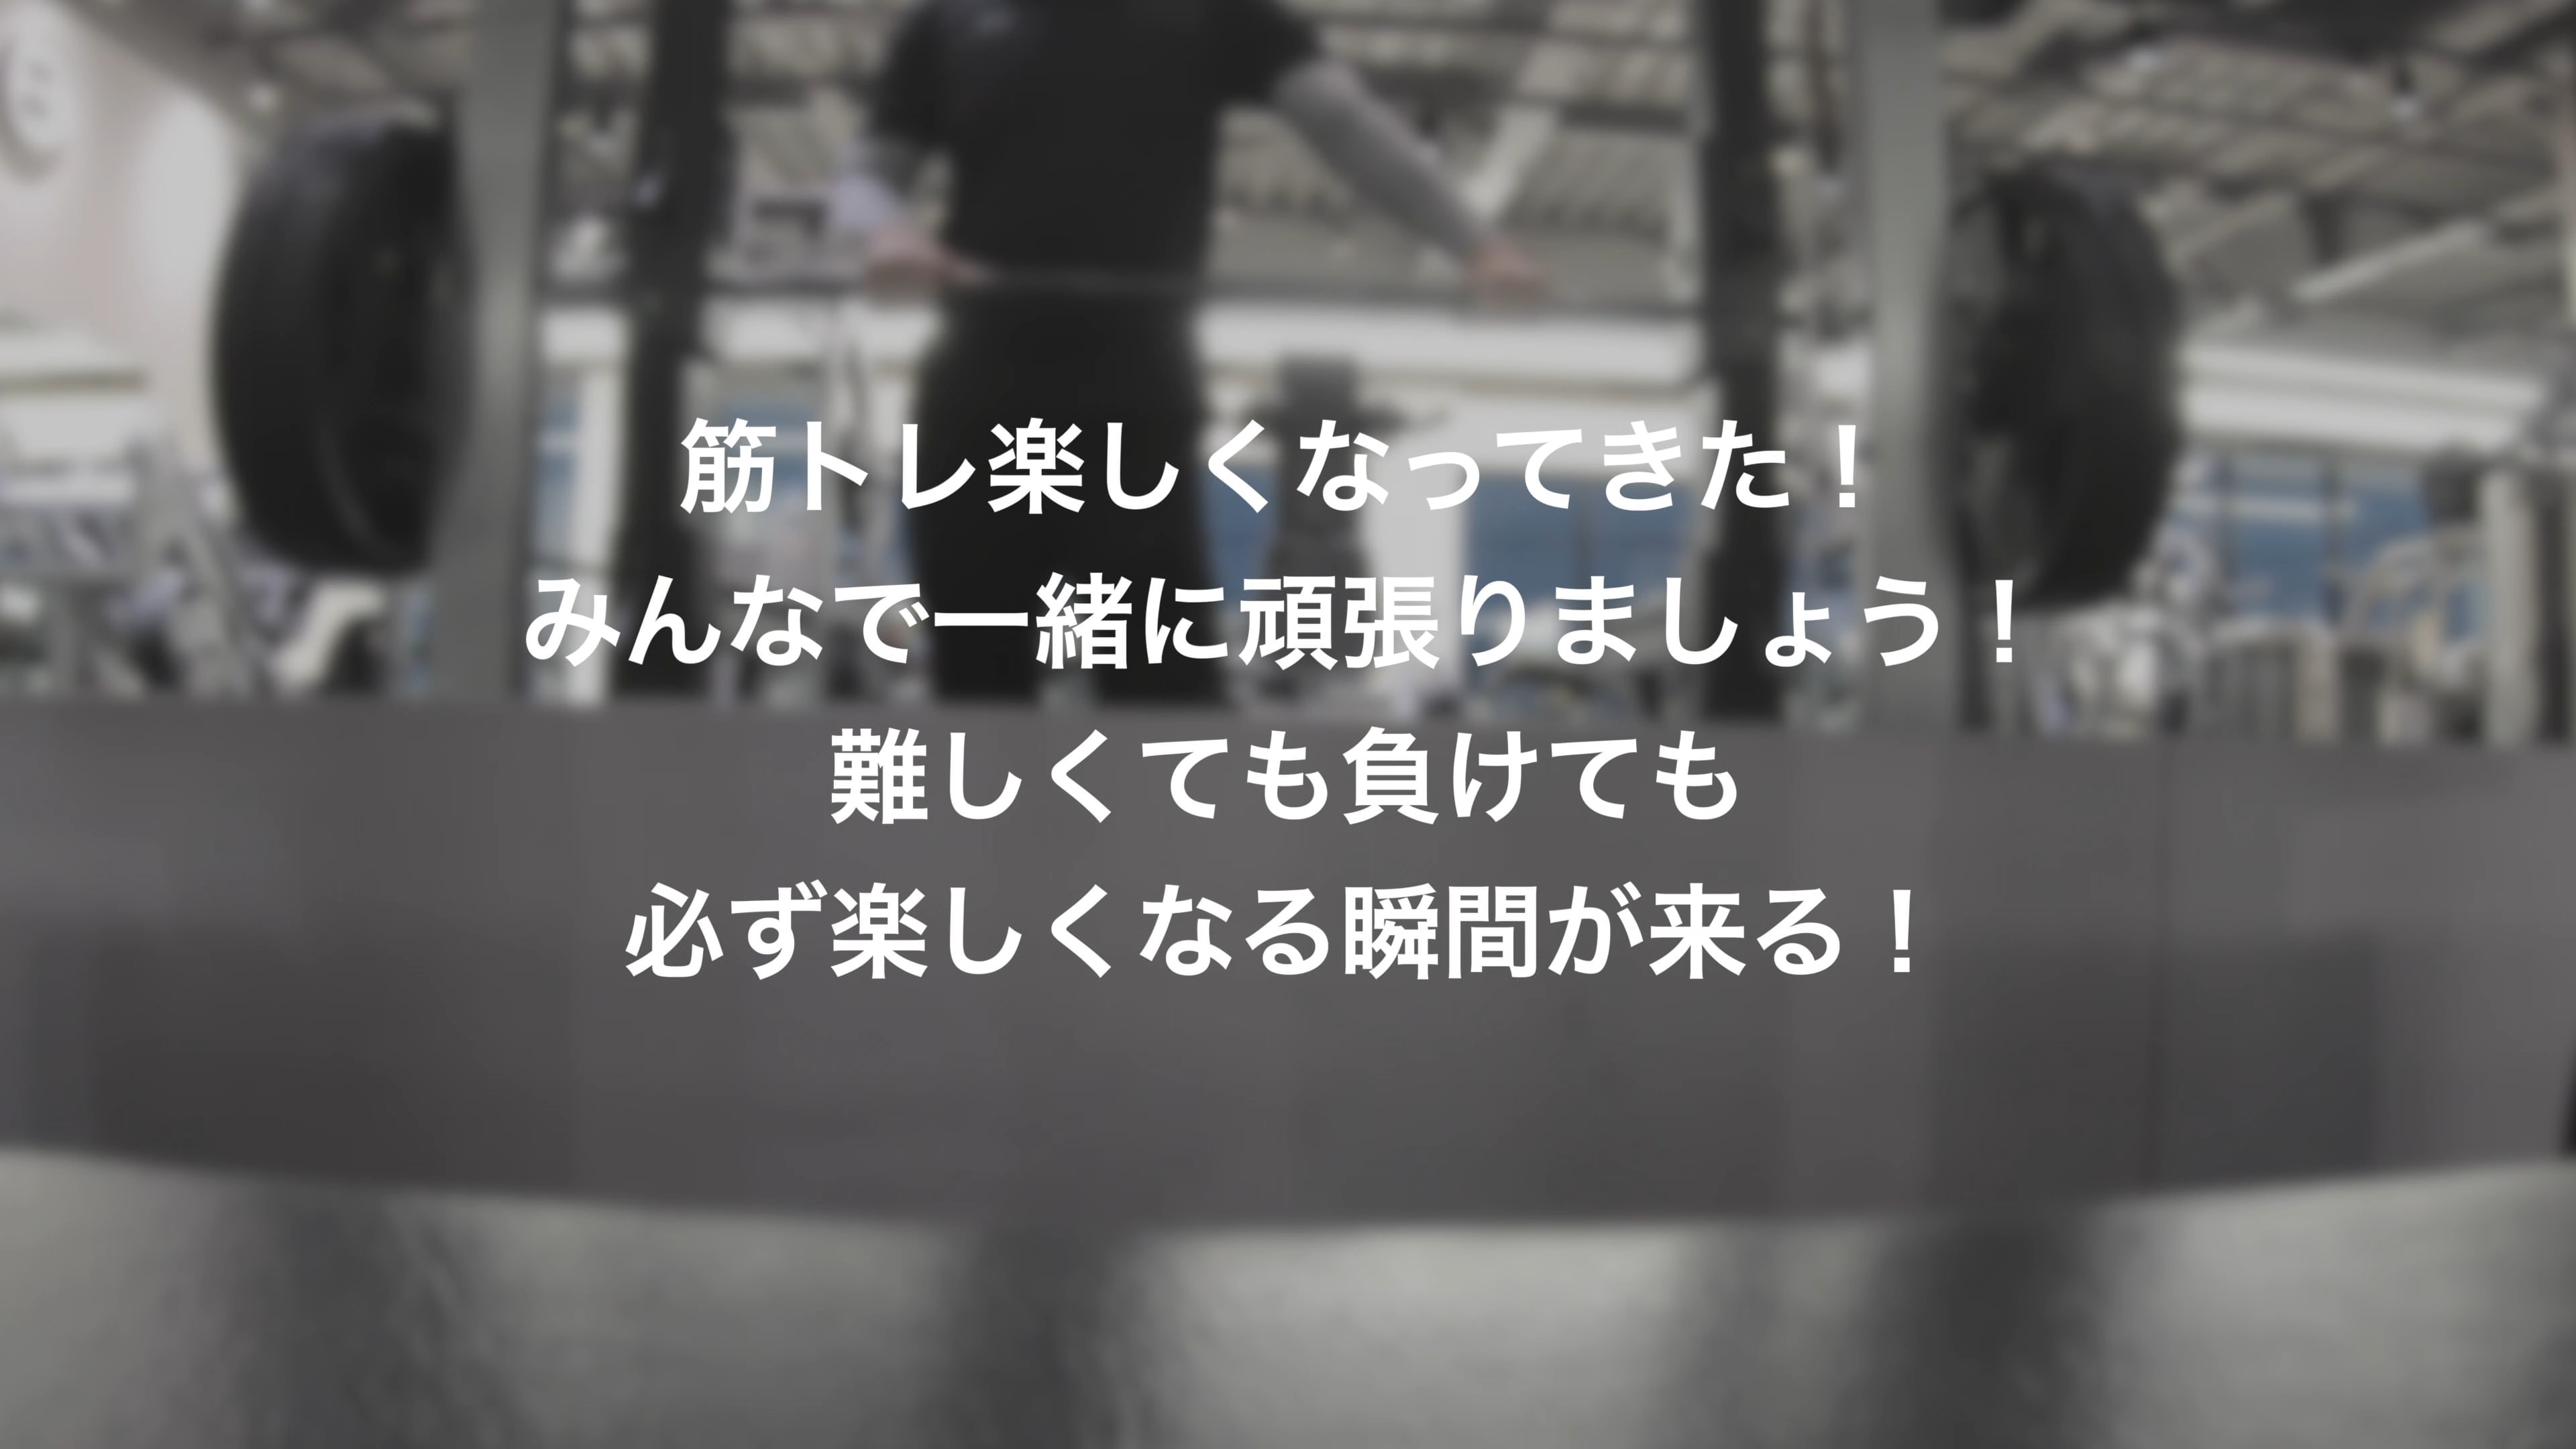 筋トレ楽しくなってきた！
みんなで一緒に頑張りましょう！
難しくても負けても
必ず楽しくなる瞬間が来る！